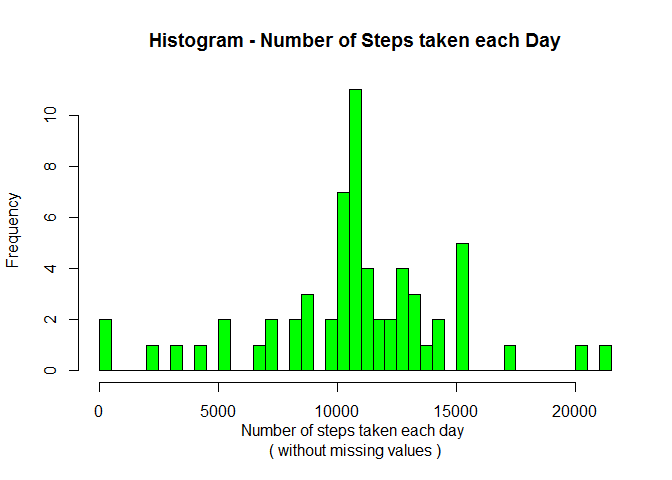 Histogram - Number of Steps taken each Day
Frequency
10
8
6
4
2
0
0 5000 10000 15000 20000
Number of steps taken each day
( without missing values )